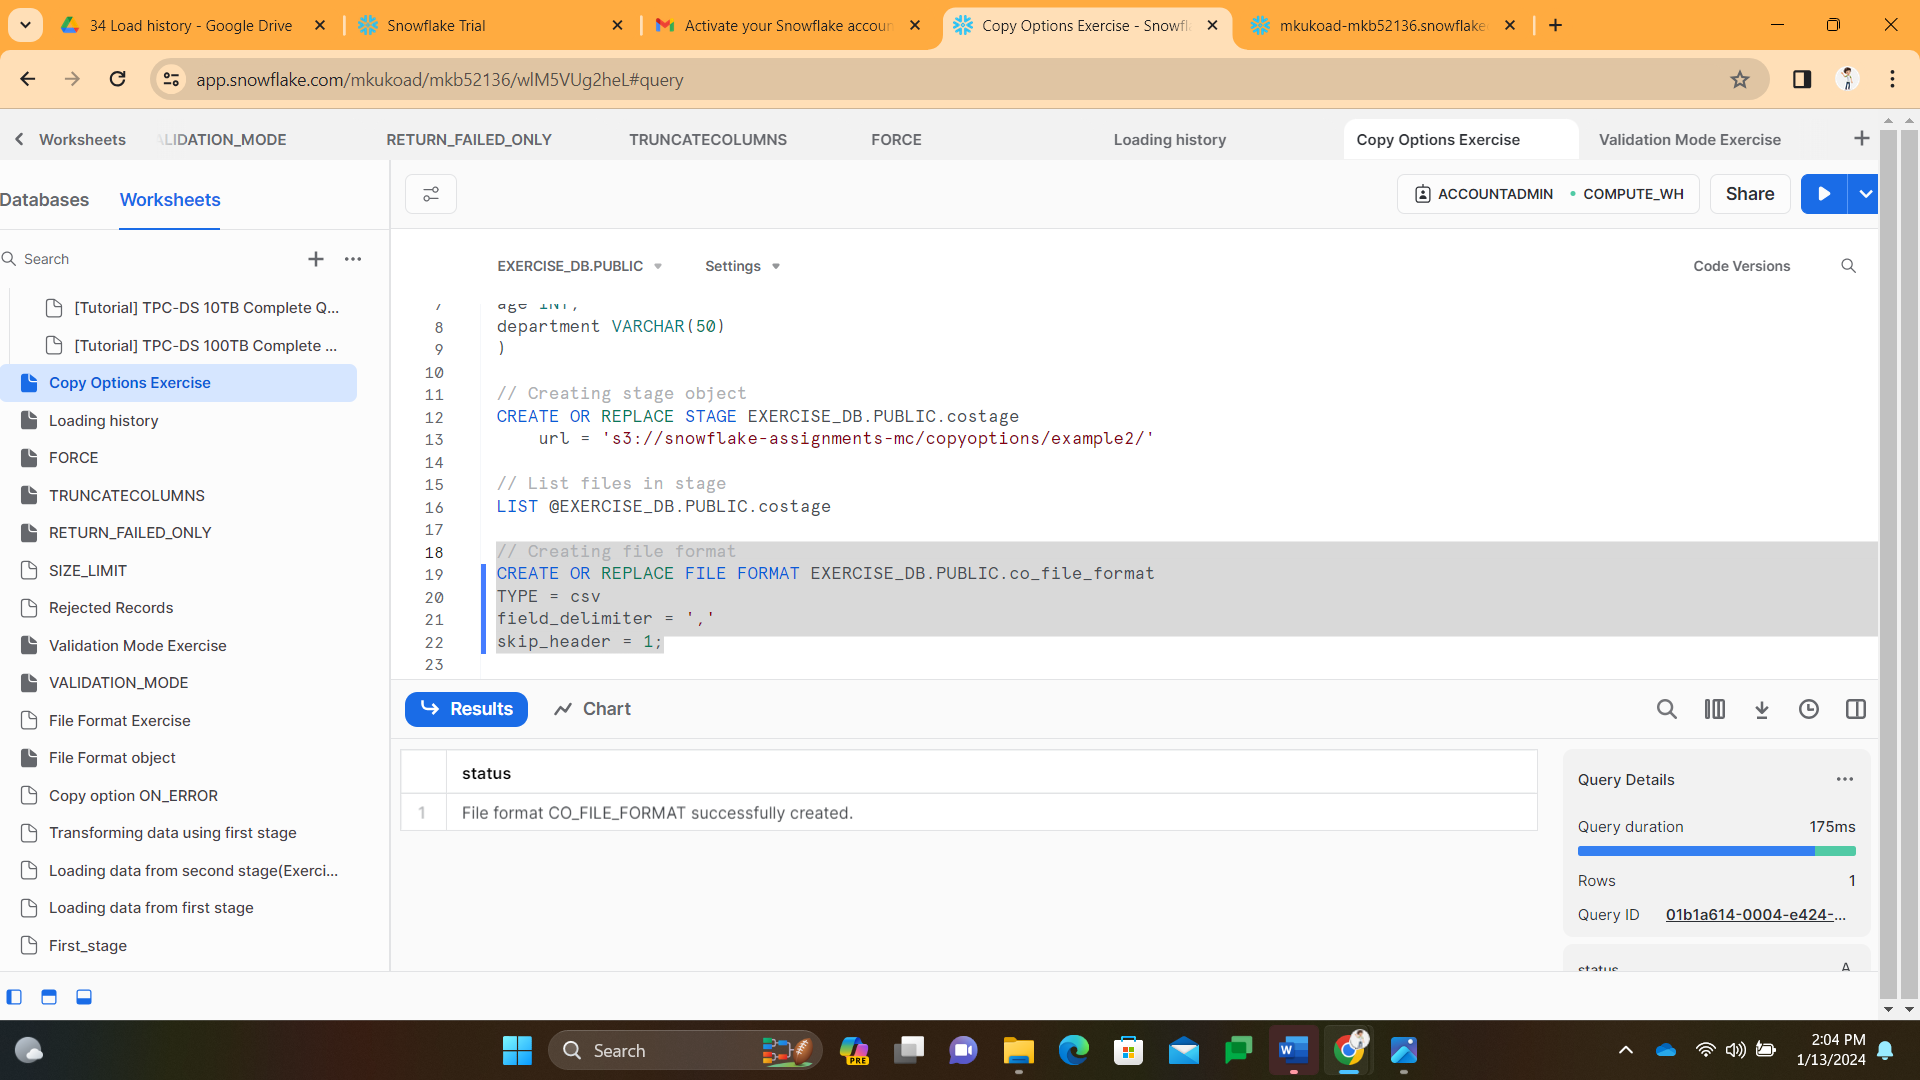 34 Load history - Google Drive
Snowflake Trial
Activate your Snowflake accoun
Copy Options Exercise - Snowfl
mkukoad-mkb52136.snowflake
app.snowflake.com/mkukoad/mkb52136/wlM5VUg2heL#query
Worksheets
ALIDATION_MODE
RETURN_FAILED_ONLY
TRUNCATECOLUMNS
FORCE
Loading history
Copy Options Exercise
Validation Mode Exercise
Databases
Worksheets
ACCOUNTADMIN
COMPUTE_WH
Share
Search
EXERCISE_DB.PUBLIC
Settings
Code Versions
[Tutorial] TPC-DS 10TB Complete Q...
[Tutorial] TPC-DS 100TB Complete ...
Copy Options Exercise
Loading history
FORCE
TRUNCATECOLUMNS
RETURN_FAILED_ONLY
SIZE_LIMIT
Rejected Records
Validation Mode Exercise
VALIDATION_MODE
File Format Exercise
File Format object
Copy option ON_ERROR
Transforming data using first stage
Loading data from second stage(Exerci...
Loading data from first stage
First_stage
7 age INT,
8 department VARCHAR(50)
9 )
10
11 // Creating stage object
12 CREATE OR REPLACE STAGE EXERCISE_DB.PUBLIC.costage
13 url = 's3://snowflake-assignments-mc/copyoptions/example2/'
14
15 // List files in stage
16 LIST @EXERCISE_DB.PUBLIC.costage
17
18 // Creating file format
19 CREATE OR REPLACE FILE FORMAT EXERCISE_DB.PUBLIC.co_file_format
20 TYPE = csv
21 field_delimiter = ','
22 skip_header = 1;
23
Results
Chart
status
1 File format CO_FILE_FORMAT successfully created.
Query Details
Query duration 175ms
Rows 1
Query ID 01b1a614-0004-e424-...
status A
Search
PRE
2:04 PM
1/13/2024